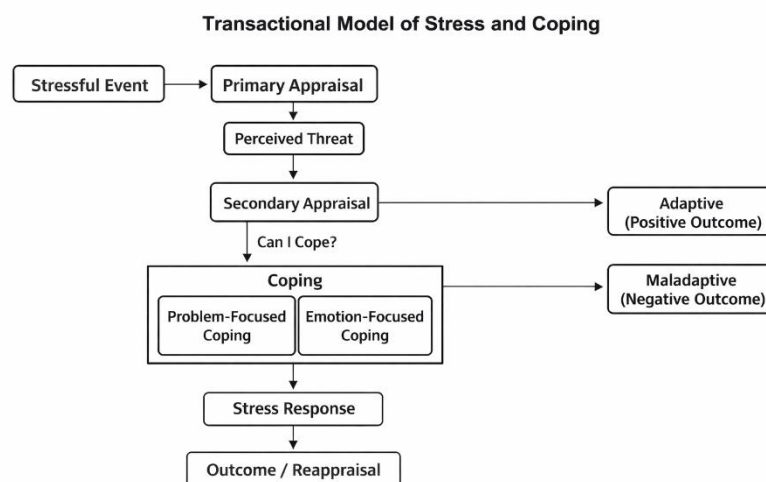 Transactional Model of Stress and Coping
Stressful Event
Primary Appraisal
Perceived Threat
Secondary Appraisal
Adaptive
(Positive Outcome)
Can I Cope?
Coping
Maladaptive
(Negative Outcome)
Problem-Focused
Coping
Emotion-Focused
Coping
Stress Response
Outcome / Reappraisal